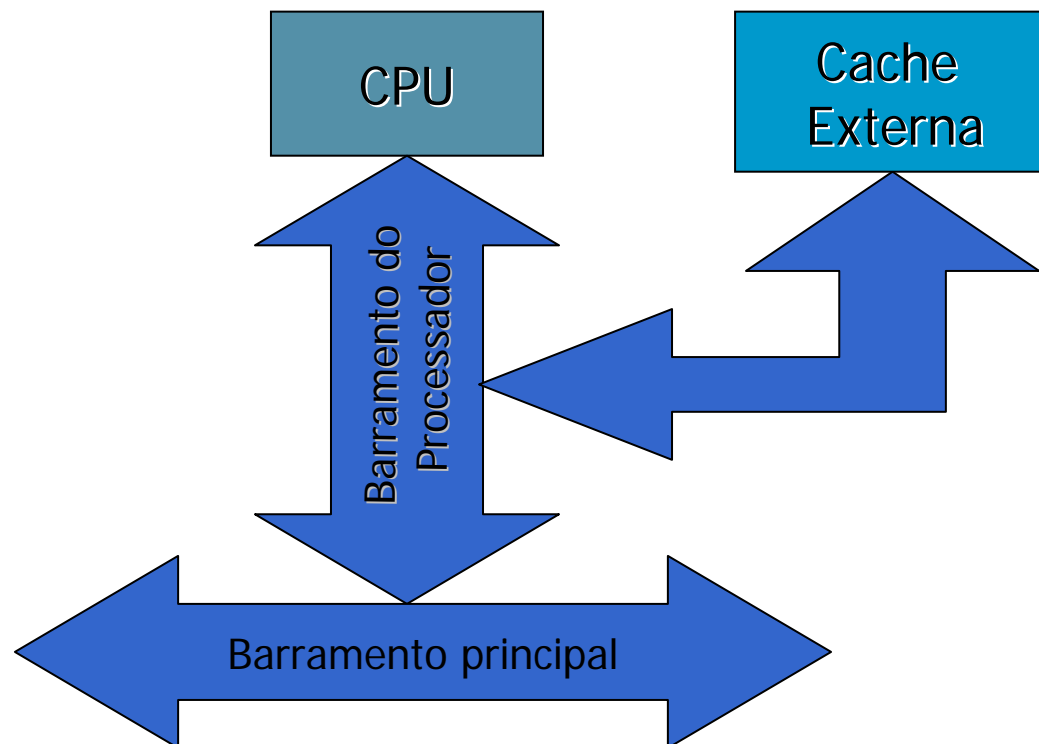 CPU
Cache
Externa
Barramento do
Processador
Barramento principal